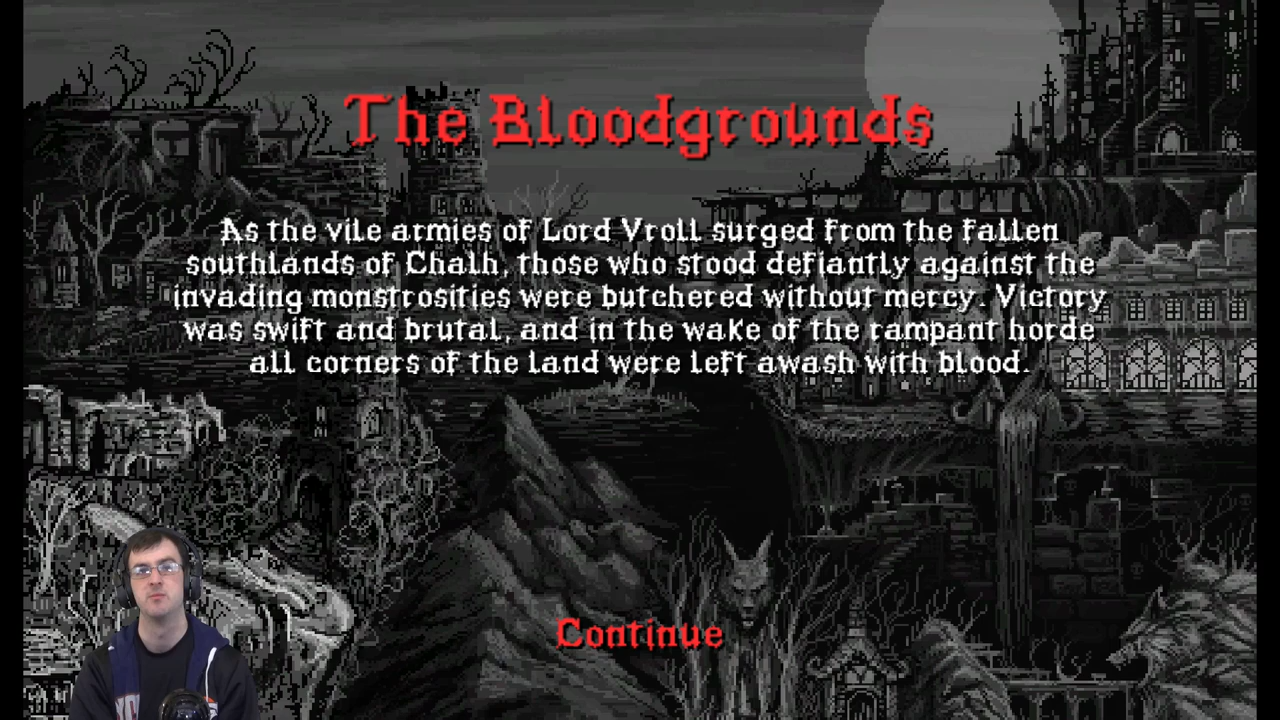 The Bloodgrounds
As the vile armies of Lord Vroll surged from the fallen
southlands of Chalh, those who stood defiantly against the
invading monstrosities were butchered without mercy. Victory
was swift and brutal, and in the wake of the rampant horde
all corners of the land were left awash with blood.
Continue